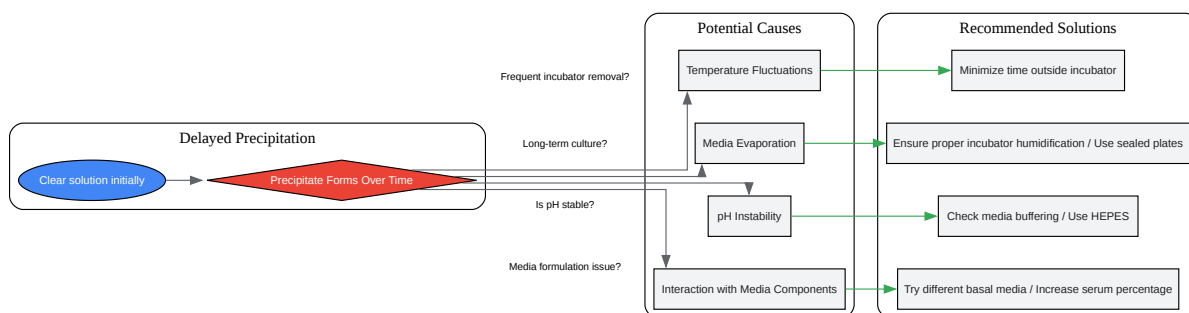 Delayed Precipitation
Clear solution initially
Precipitate Forms Over Time
Frequent incubator removal?
Long-term culture?
Is pH stable?
Media formulation issue?
Potential Causes
Temperature Fluctuations
Media Evaporation
pH Instability
Interaction with Media Components
Recommended Solutions
Minimize time outside incubator
Ensure proper incubator humidification / Use sealed plates
Check media buffering / Use HEPES
Try different basal media / Increase serum percentage